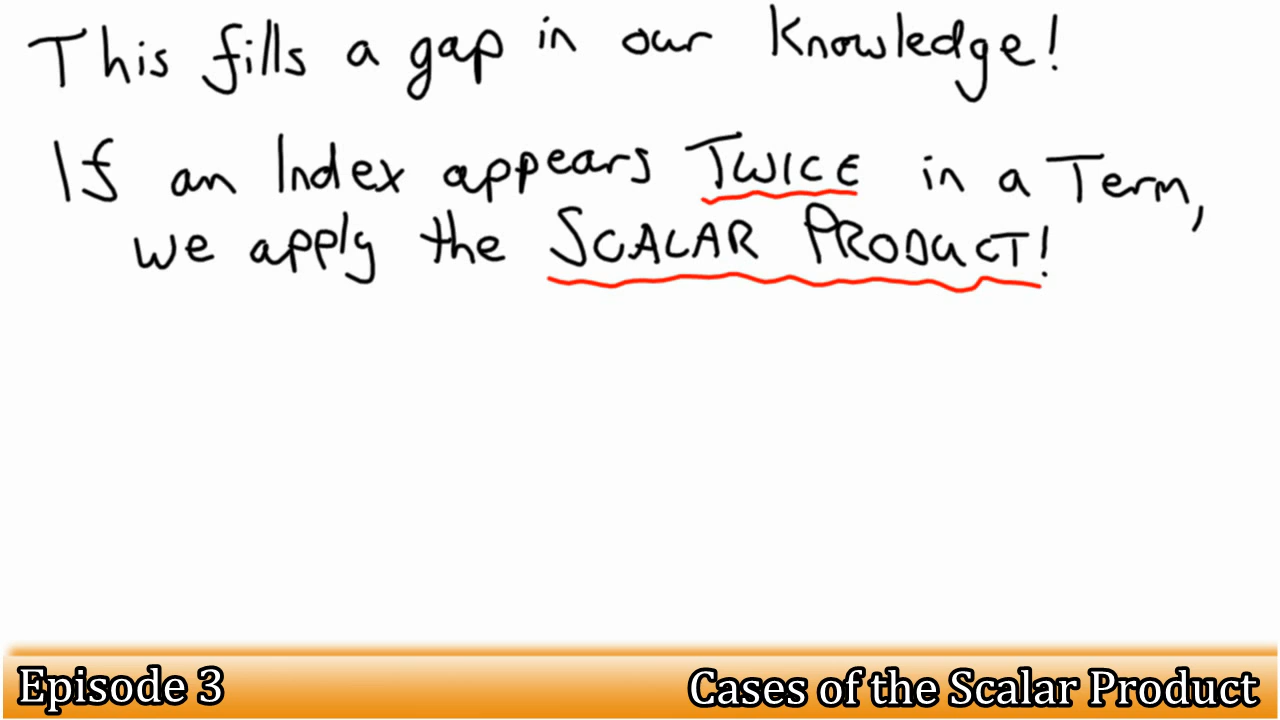 This fills a gap in our Knowledge!
If an Index appears TWICE in a Term,
we apply the SCALAR PRODUCT!
Episode 3
Cases of the Scalar Product